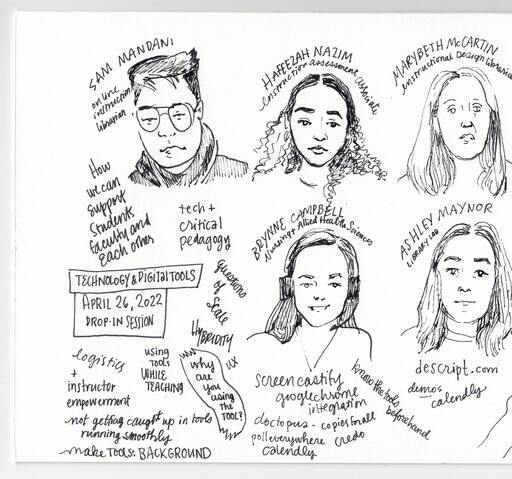 SAM MANDANI
online
instruction
librarian
HAFEEZAH NAZIM
instruction assessment associate
MARYBETH McCARTIN
Instructional Design librarian
How
we can
support
Students
Faculty and
Each other
tech +
critical
pedagogy
BRYNNE CAMPBELL
Nursing + Allied Health Sciences
ASHLEY MAYNOR
LIBRARY
TECHNOLOGY & DIGITAL TOOLS
APRIL 26, 2022
DROP-IN SESSION
questions
of
Scale
HYBRIDITY
UX
logistics
+
instructor
empowerment
using
TOOLS
WHILE
TEACHING
why
are
you
using
THE
TOOL?
not getting caught up in tools
running smoothly
make TOOLS: BACKGROUND
screencastify
google chrome
integration
doctopus - copies for all
polleverywhere credo
calendly
know the tools
beforehand
descript.com
demos
calendly